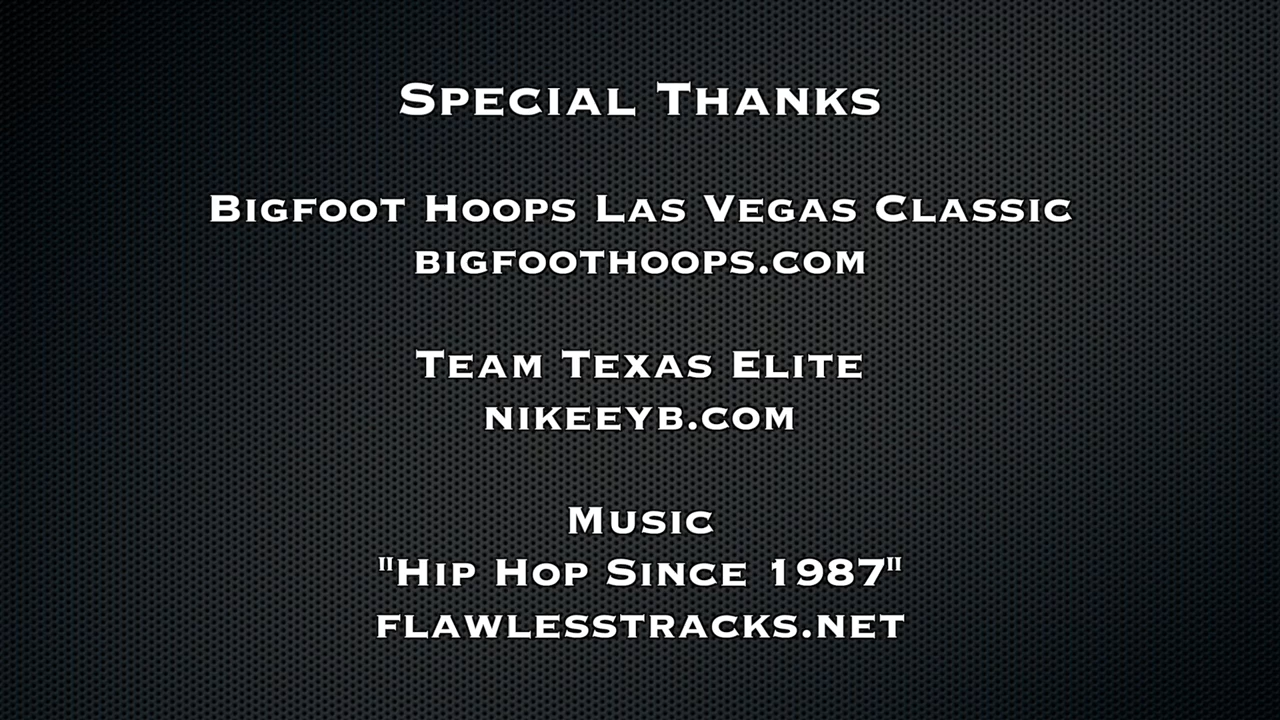 Special Thanks
Bigfoot Hoops Las Vegas Classic
bigfoothoops.com
Team Texas Elite
nikeeyb.com
Music
"Hip Hop Since 1987"
flawlesstracks.net